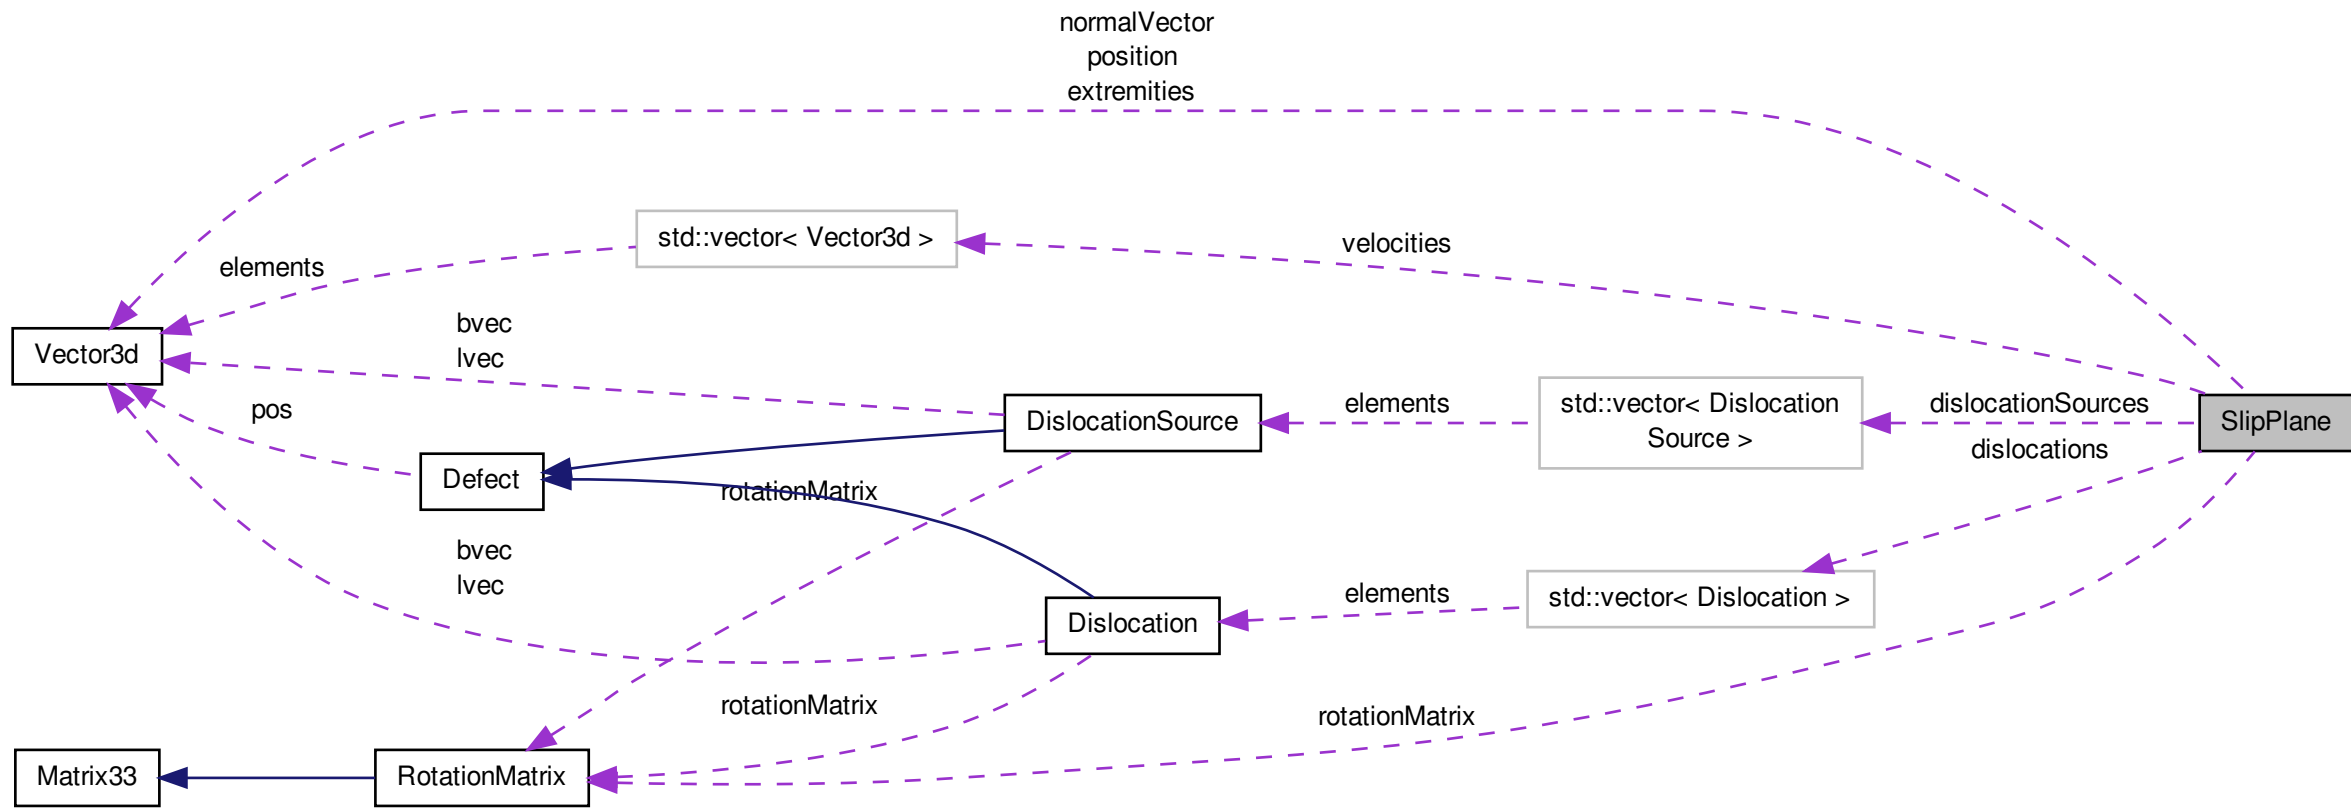 normalVector
position
extremities
std::vector< Vector3d >
velocities
elements
bvec
lvec
Vector3d
pos
DislocationSource
elements
std::vector< Dislocation
Source >
dislocationSources
SlipPlane
dislocations
Defect
rotationMatrix
bvec
lvec
Dislocation
elements
std::vector< Dislocation >
rotationMatrix
rotationMatrix
Matrix33
RotationMatrix